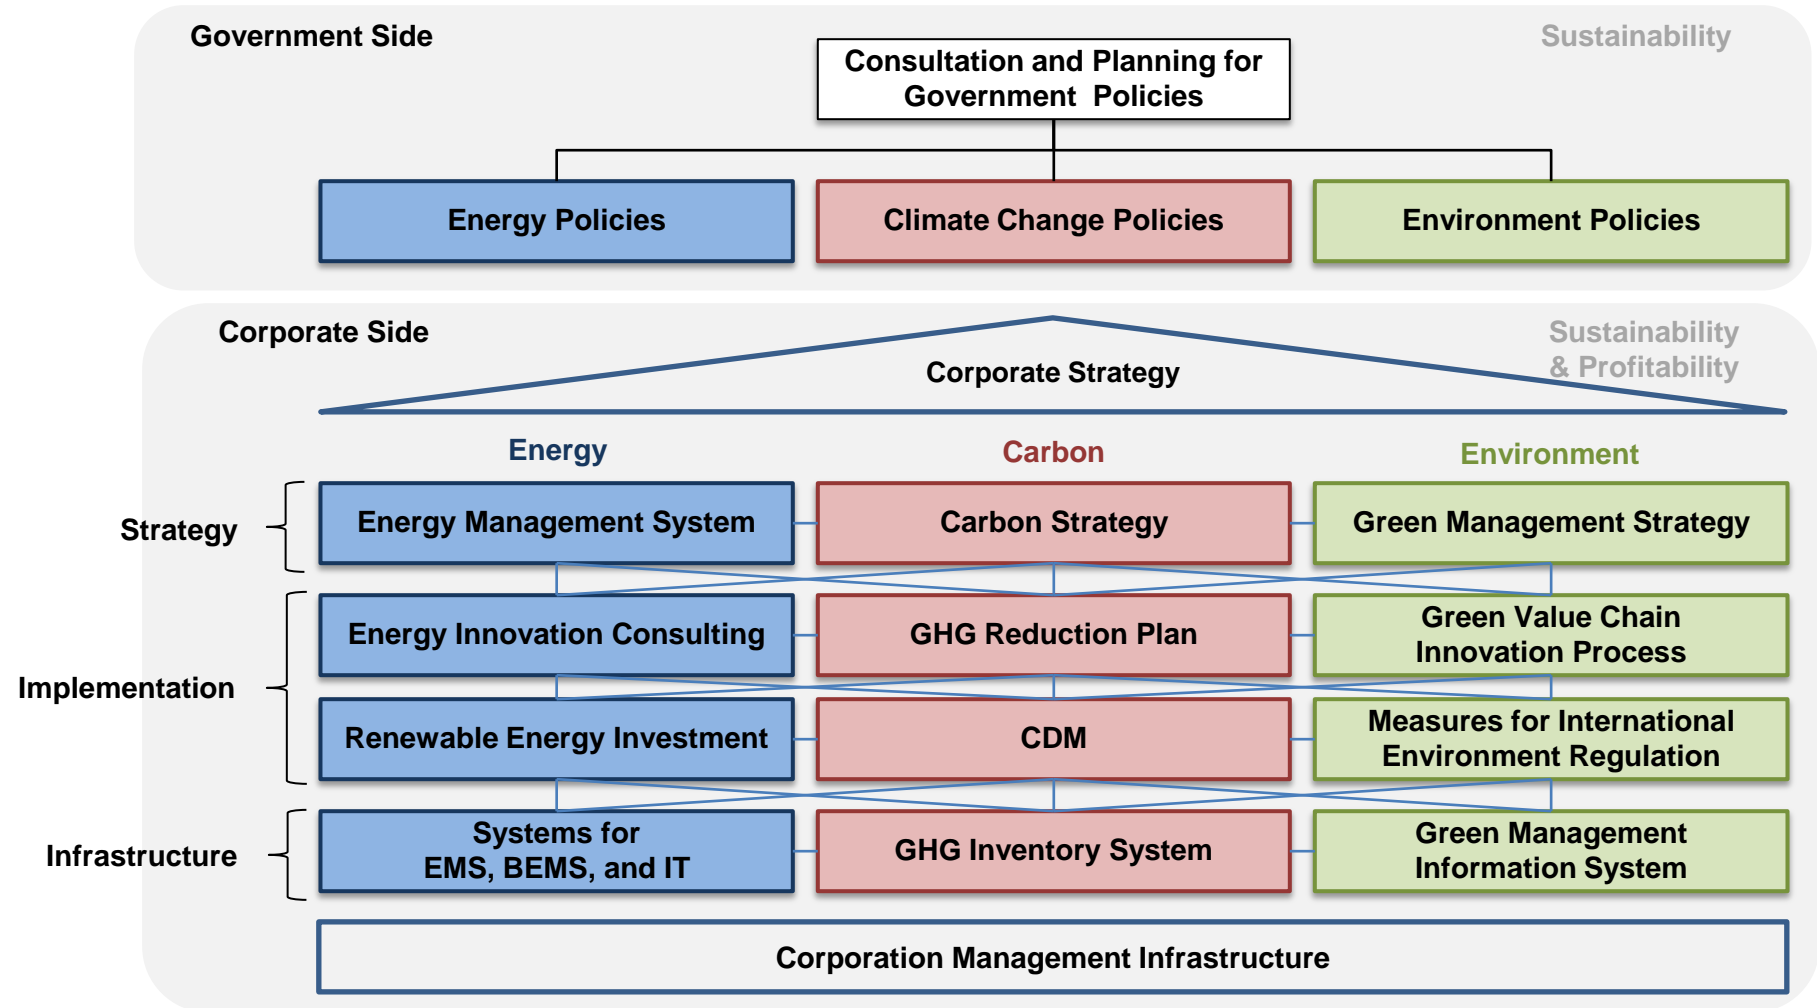 Government Side
Sustainability
Consultation and Planning for
Government Policies
Energy Policies
Climate Change Policies
Environment Policies
Corporate Side
Sustainability
& Profitability
Corporate Strategy
Energy
Carbon
Environment
Strategy
Energy Management System
Carbon Strategy
Green Management Strategy
Implementation
Energy Innovation Consulting
GHG Reduction Plan
Green Value Chain
Innovation Process
Renewable Energy Investment
CDM
Measures for International
Environment Regulation
Infrastructure
Systems for
EMS, BEMS, and IT
GHG Inventory System
Green Management
Information System
Corporation Management Infrastructure